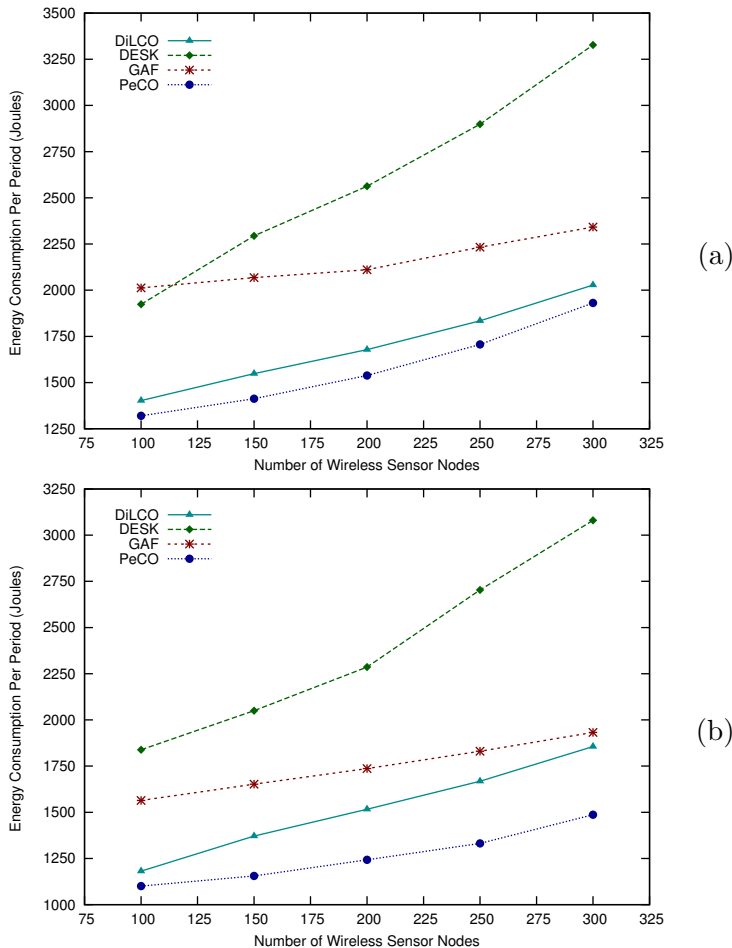 3500
3250
3000
2750
2500
2250
2000
1750
1500
1250
Energy Consumption Per Period (Joules)
DiLCO
DESK
GAF
PeCO
75 100 125 150 175 200 225 250 275 300 325
Number of Wireless Sensor Nodes
(a)
3250
3000
2750
2500
2250
2000
1750
1500
1250
1000
Energy Consumption Per Period (Joules)
DiLCO
DESK
GAF
PeCO
75 100 125 150 175 200 225 250 275 300 325
Number of Wireless Sensor Nodes
(b)